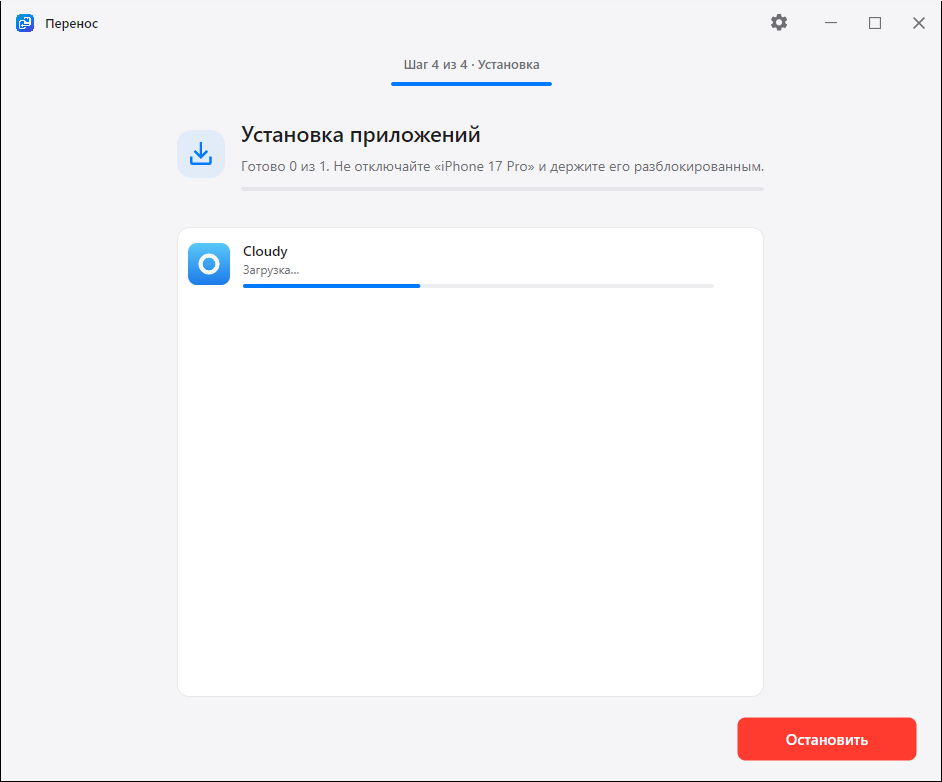 Перенос
Шаг 4 из 4 · Установка
Установка приложений
Готово 0 из 1. Не отключайте «iPhone 17 Pro» и держите его разблокированным.
Cloudy
Загрузка...
Остановить